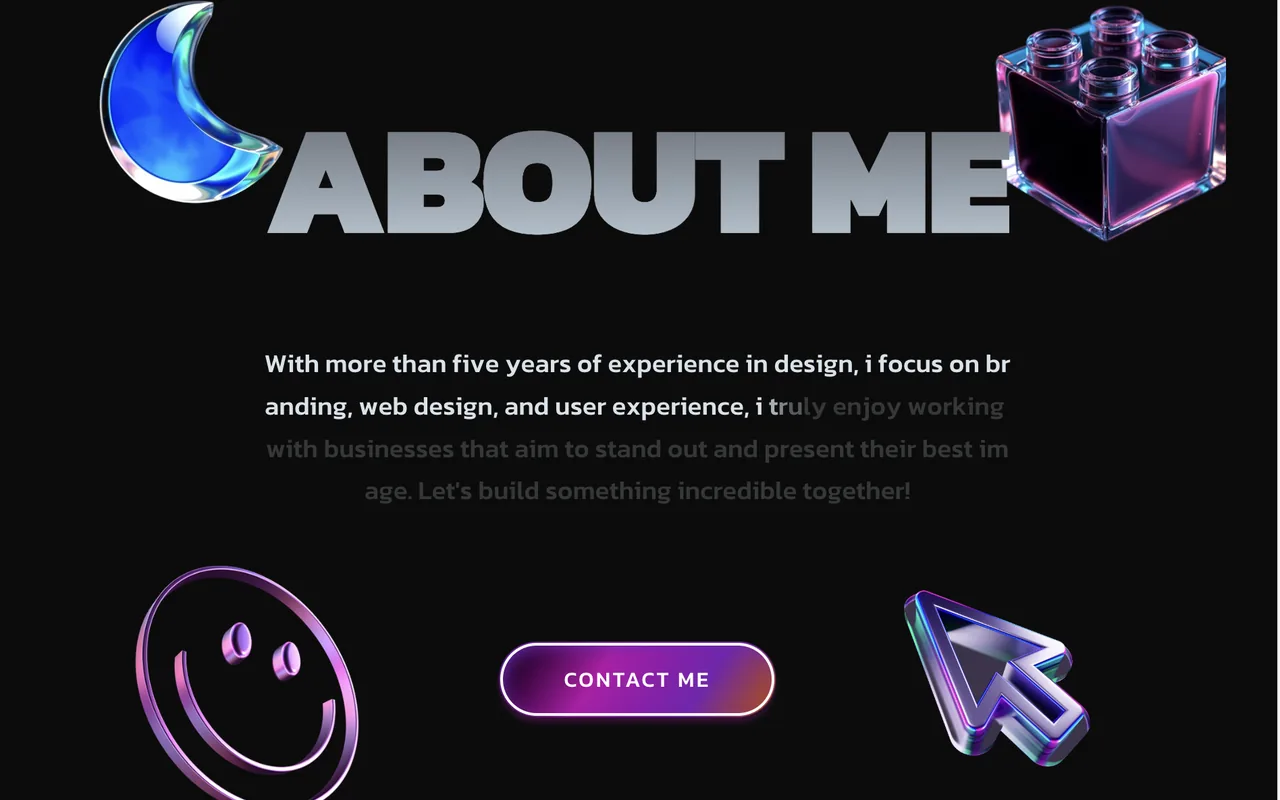 ABOUT ME
With more than five years of experience in design, i focus on br
anding, web design, and user experience, i truly enjoy working
with businesses that aim to stand out and present their best im
age. Let's build something incredible together!
CONTACT ME